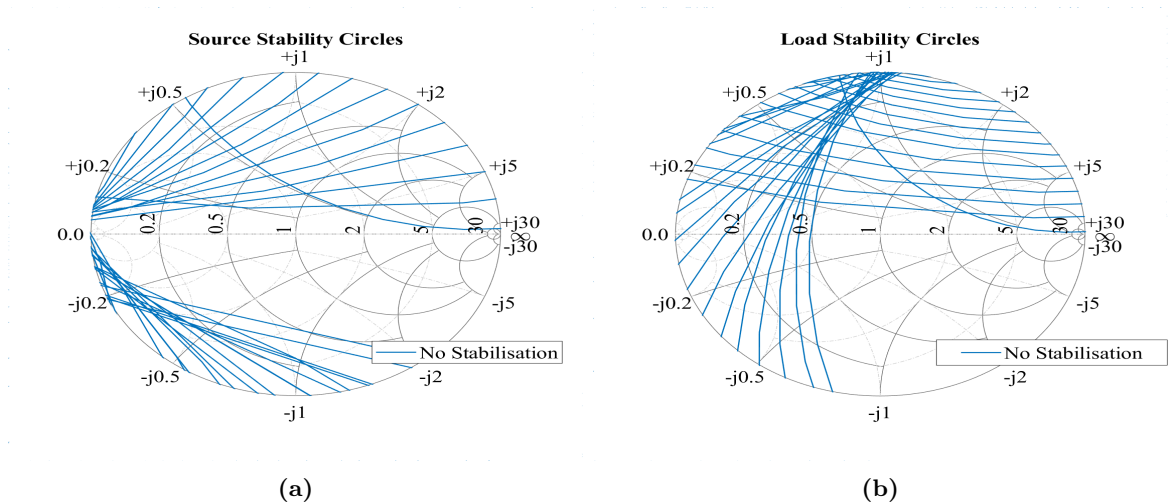 Source Stability Circles
+j1
+j0.5
+j2
+j0.2
+j5
0.0
0.2
0.5
1
2
5
30
+j30
∞
-j30
-j0.2
-j5
No Stabilisation
-j0.5
-j2
-j1
(a)
Load Stability Circles
+j1
+j0.5
+j2
+j0.2
+j5
0.0
0.2
0.5
1
2
5
30
+j30
∞
-j30
-j0.2
-j5
No Stabilisation
-j0.5
-j2
-j1
(b)